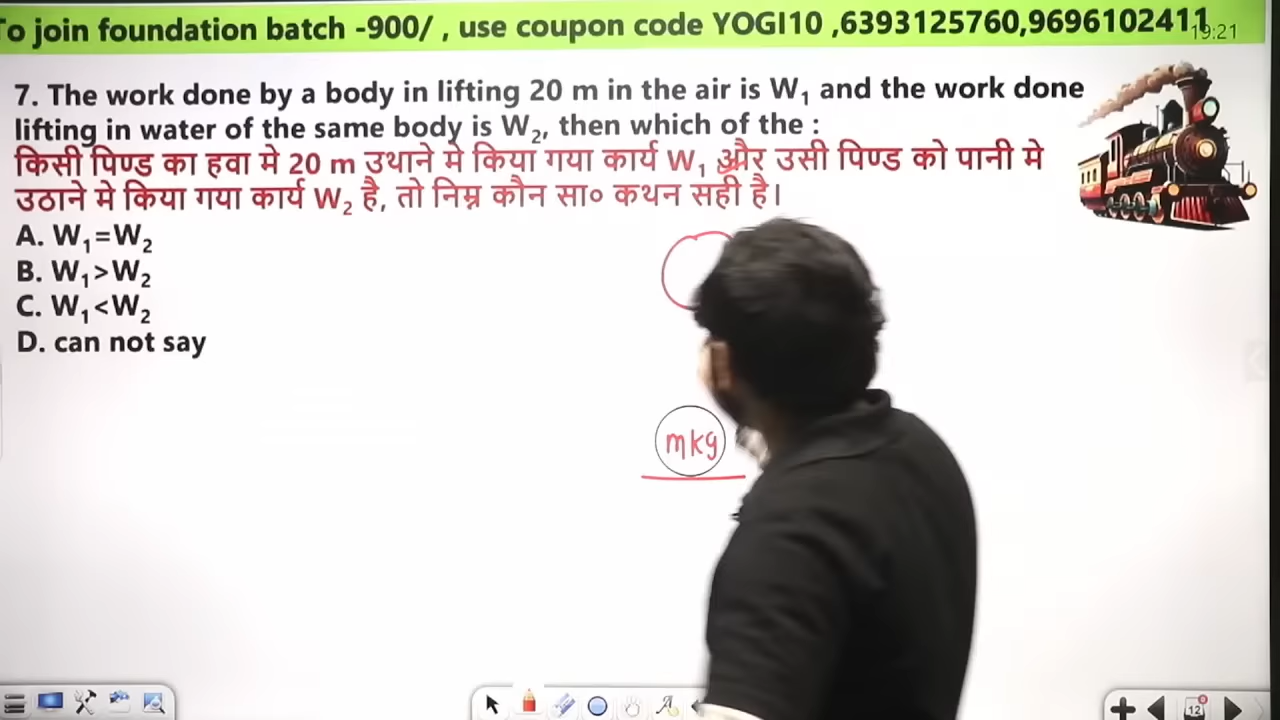 To join foundation batch -900/ , use coupon code YOGI10 ,6393125760,9696102411
19:21
7. The work done by a body in lifting 20 m in the air is W₁ and the work done
lifting in water of the same body is W₂, then which of the :
किसी पिण्ड का हवा मे 20 m उथाने मे किया गया कार्य W₁ और उसी पिण्ड को पानी मे
उठाने मे किया गया कार्य W₂ है, तो निम्न कौन सा० कथन सही है।
A. W₁=W₂
B. W₁>W₂
C. W₁<W₂
D. can not say
mkg
12